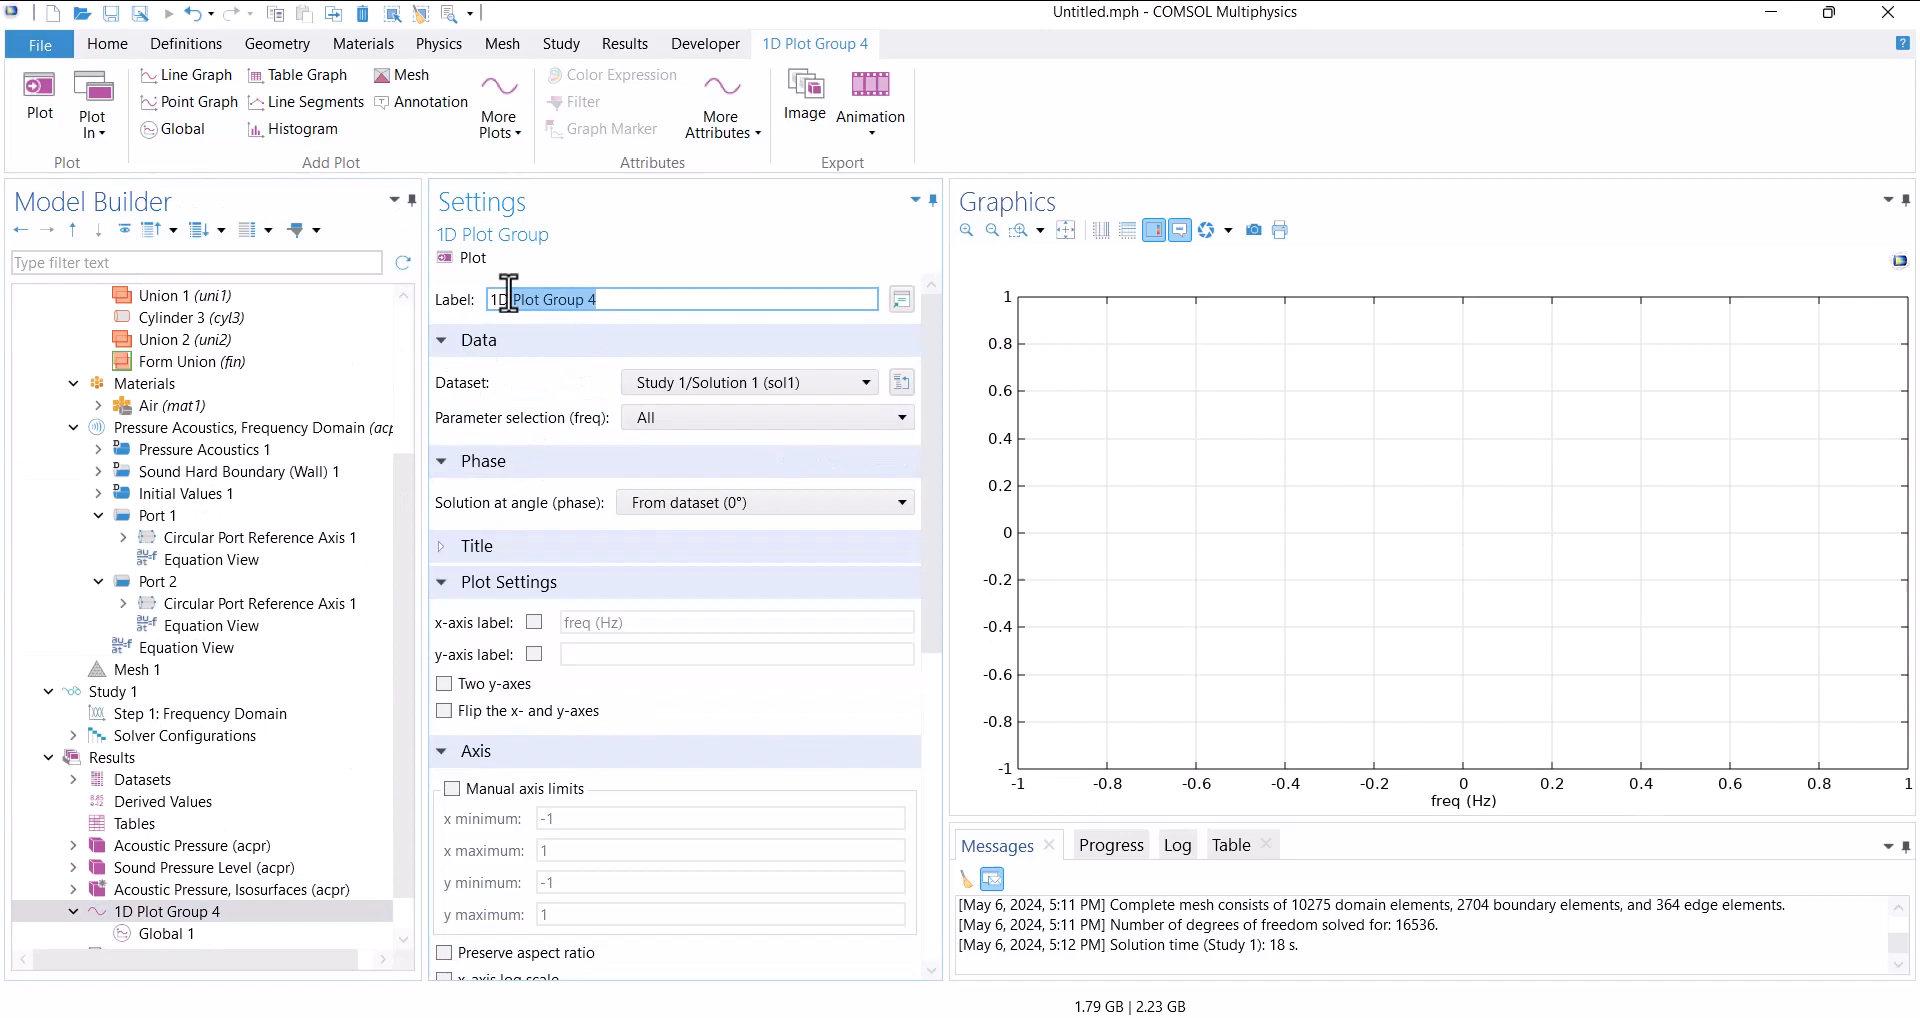 Untitled.mph - COMSOL Multiphysics
File Home Definitions Geometry Materials Physics Mesh Study Results Developer 1D Plot Group 4
Plot
Plot In
Line Graph Table Graph Mesh
Point Graph Line Segments Annotation
Global Histogram
More Plots
Color Expression
Filter
Graph Marker
More Attributes
Image Animation
Plot Add Plot Attributes Export
Model Builder
Type filter text
Union 1 (uni1)
Cylinder 3 (cyl3)
Union 2 (uni2)
Form Union (fin)
Materials
Air (mat1)
Pressure Acoustics, Frequency Domain (acp
Pressure Acoustics 1
Sound Hard Boundary (Wall) 1
Initial Values 1
Port 1
Circular Port Reference Axis 1
Equation View
Port 2
Circular Port Reference Axis 1
Equation View
Equation View
Mesh 1
Study 1
Step 1: Frequency Domain
Solver Configurations
Results
Datasets
Derived Values
Tables
Acoustic Pressure (acpr)
Sound Pressure Level (acpr)
Acoustic Pressure, Isosurfaces (acpr)
1D Plot Group 4
Global 1
Settings
1D Plot Group
Plot
Label: 1D Plot Group 4
Data
Dataset: Study 1/Solution 1 (sol1)
Parameter selection (freq): All
Phase
Solution at angle (phase): From dataset (0°)
Title
Plot Settings
x-axis label: freq (Hz)
y-axis label:
Two y-axes
Flip the x- and y-axes
Axis
Manual axis limits
x minimum: -1
x maximum: 1
y minimum: -1
y maximum: 1
Preserve aspect ratio
x-axis log scale
Graphics
1
0.8
0.6
0.4
0.2
0
-0.2
-0.4
-0.6
-0.8
-1
-1 -0.8 -0.6 -0.4 -0.2 0 0.2 0.4 0.6 0.8 1
freq (Hz)
Messages Progress Log Table
[May 6, 2024, 5:11 PM] Complete mesh consists of 10275 domain elements, 2704 boundary elements, and 364 edge elements.
[May 6, 2024, 5:11 PM] Number of degrees of freedom solved for: 16536.
[May 6, 2024, 5:12 PM] Solution time (Study 1): 18 s.
1.79 GB | 2.23 GB